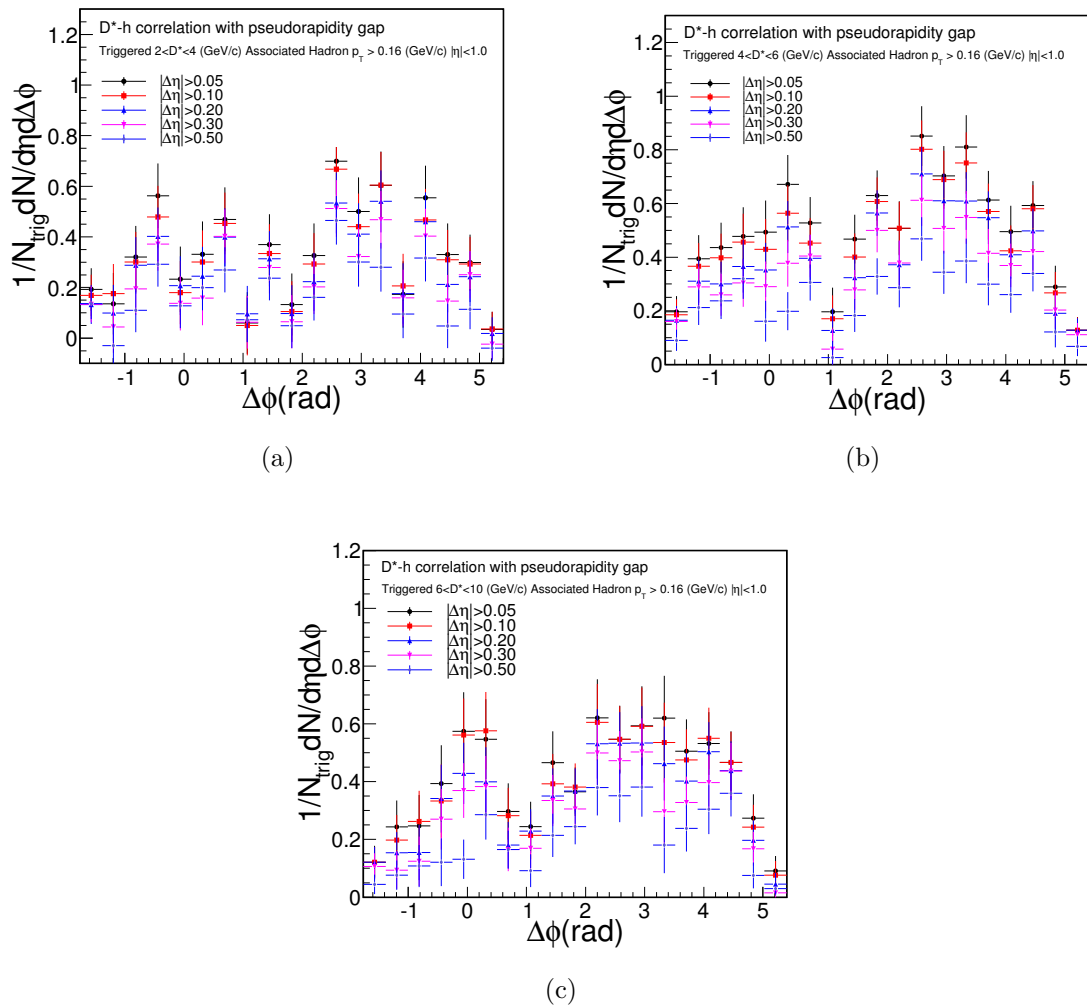 D*-h correlation with pseudorapidity gap
Triggered 2<D*<4 (GeV/c) Associated Hadron p_T > 0.16 (GeV/c) |η|<1.0
|Δη|>0.05
|Δη|>0.10
|Δη|>0.20
|Δη|>0.30
|Δη|>0.50
1/N_trig dN/dηdΔφ
1.2
1
0.8
0.6
0.4
0.2
0
-1 0 1 2 3 4 5
Δφ(rad)
(a)
D*-h correlation with pseudorapidity gap
Triggered 4<D*<6 (GeV/c) Associated Hadron p_T > 0.16 (GeV/c) |η|<1.0
|Δη|>0.05
|Δη|>0.10
|Δη|>0.20
|Δη|>0.30
|Δη|>0.50
1/N_trig dN/dηdΔφ
1.2
1
0.8
0.6
0.4
0.2
0
-1 0 1 2 3 4 5
Δφ(rad)
(b)
D*-h correlation with pseudorapidity gap
Triggered 6<D*<10 (GeV/c) Associated Hadron p_T > 0.16 (GeV/c) |η|<1.0
|Δη|>0.05
|Δη|>0.10
|Δη|>0.20
|Δη|>0.30
|Δη|>0.50
1/N_trig dN/dηdΔφ
1.2
1
0.8
0.6
0.4
0.2
0
-1 0 1 2 3 4 5
Δφ(rad)
(c)